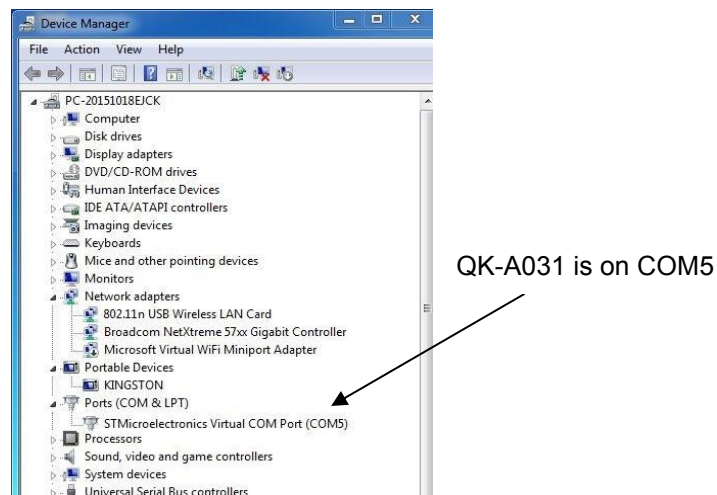 Device Manager
File Action View Help
PC-20151018EJCK
Computer
Disk drives
Display adapters
DVD/CD-ROM drives
Human Interface Devices
IDE ATA/ATAPI controllers
Imaging devices
Keyboards
Mice and other pointing devices
Monitors
Network adapters
802.11n USB Wireless LAN Card
Broadcom NetXtreme 57xx Gigabit Controller
Microsoft Virtual WiFi Miniport Adapter
Portable Devices
KINGSTON
Ports (COM & LPT)
STMicroelectronics Virtual COM Port (COM5)
Processors
Sound, video and game controllers
System devices
Universal Serial Bus controllers
QK-A031 is on COM5